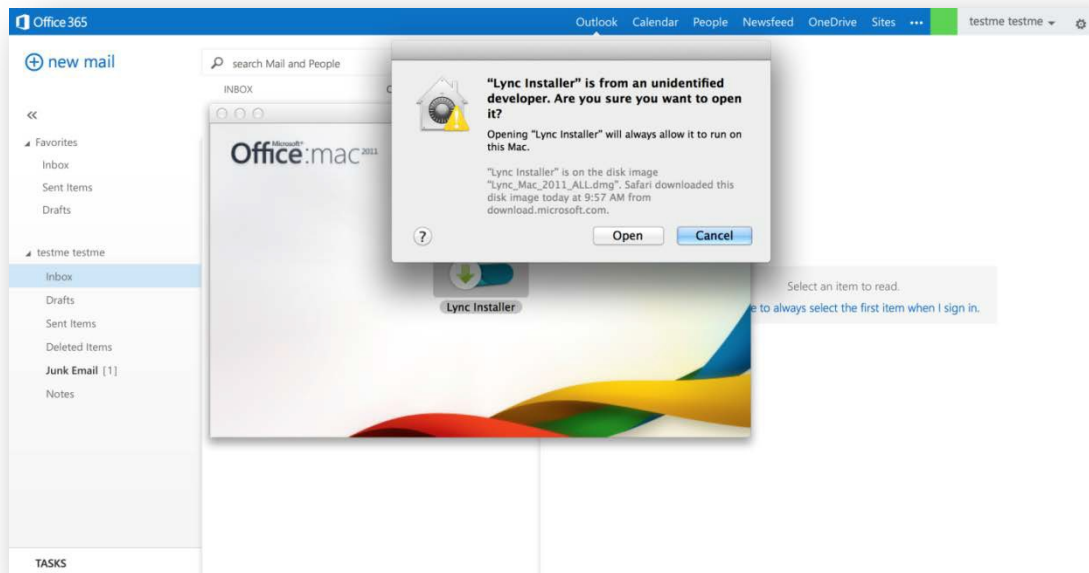 Office 365
Outlook Calendar People Newsfeed OneDrive Sites ••• testme testme
new mail
search Mail and People
INBOX
«
Favorites
Inbox
Sent Items
Drafts
testme testme
Inbox
Drafts
Sent Items
Deleted Items
Junk Email [1]
Notes
TASKS
Microsoft®
Office:mac 2011
Lync Installer
"Lync Installer" is from an unidentified
developer. Are you sure you want to open
it?
Opening "Lync Installer" will always allow it to run on
this Mac.
"Lync Installer" is on the disk image
"Lync_Mac_2011_ALL.dmg". Safari downloaded this
disk image today at 9:57 AM from
download.microsoft.com.
?
Open Cancel
Select an item to read.
to always select the first item when I sign in.